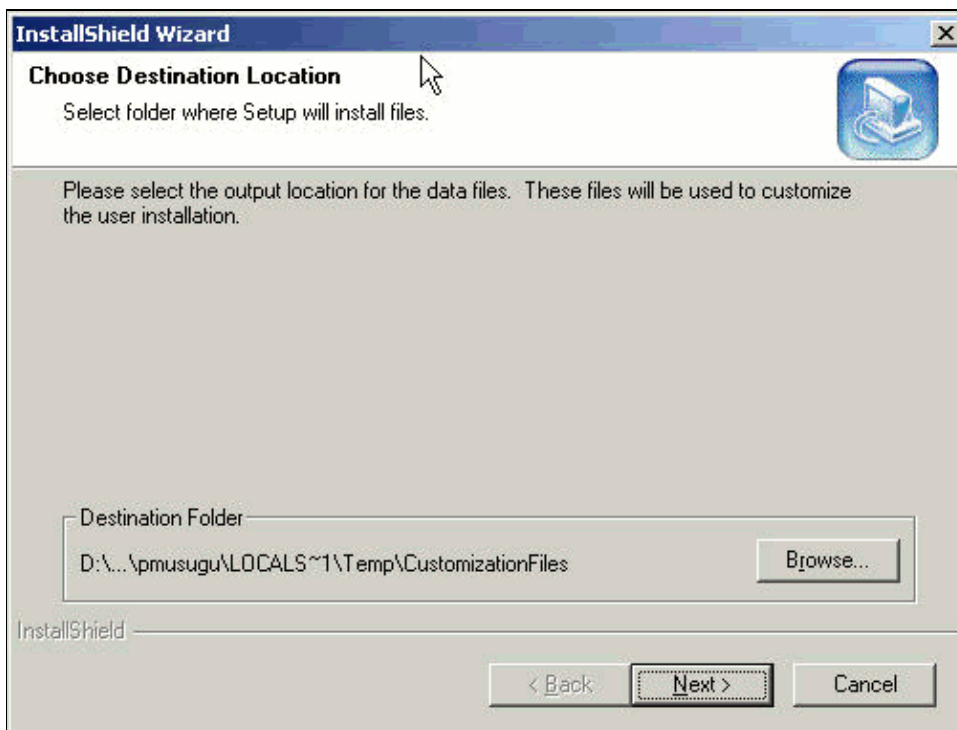 InstallShield Wizard
Choose Destination Location
Select folder where Setup will install files.
Please select the output location for the data files. These files will be used to customize
the user installation.
Destination Folder
D:\...\pmusugu\LOCALS~1\Temp\CustomizationFiles
Browse...
InstallShield
< Back
Next >
Cancel